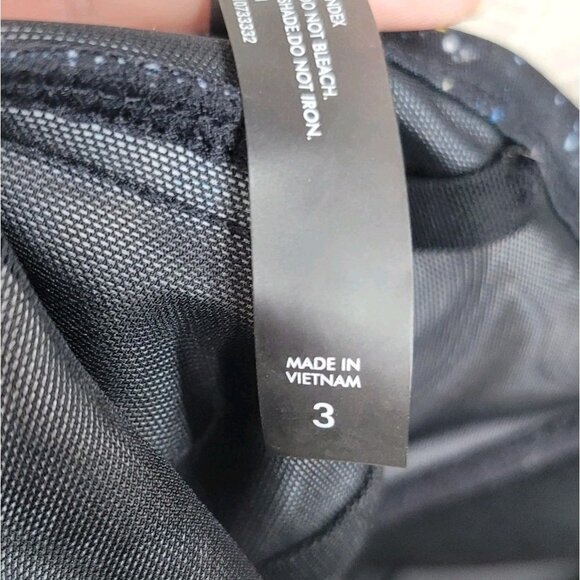 DO NOT BLEACH.
SHADE.DO NOT IRON.
MADE IN
VIETNAM
3